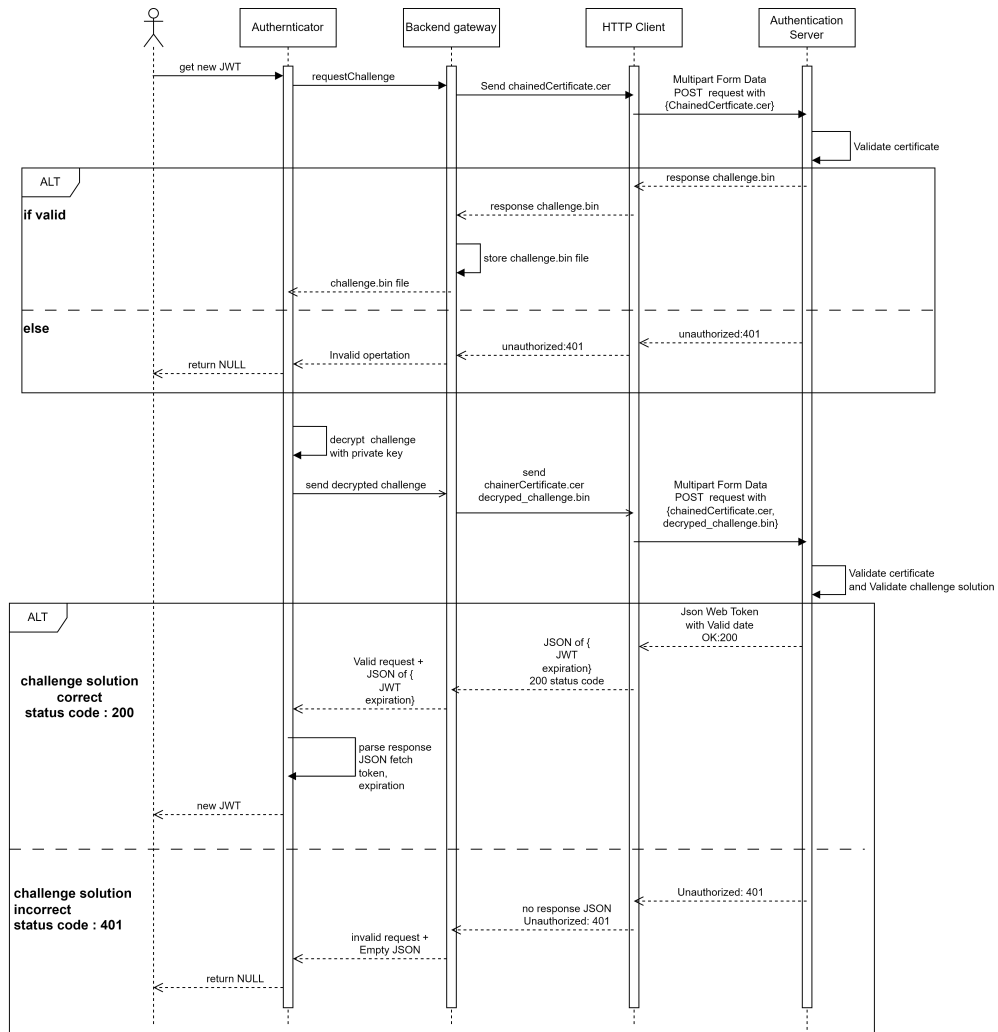 Authernticator
Backend gateway
HTTP Client
Authentication
Server
get new JWT
requestChallenge
Send chainedCertificate.cer
Multipart Form Data
POST  request with
{ChainedCertficate.cer}
Validate certificate
ALT
if valid
response challenge.bin
response challenge.bin
store challenge.bin file
challenge.bin file
else
unauthorized:401
unauthorized:401
Invalid opertation
return NULL
decrypt  challenge
with private key
send decrypted challenge
send
chainerCertificate.cer
decryped_challenge.bin
Multipart Form Data
POST  request with
{chainedCertificate.cer,
decryped_challenge.bin}
Validate certificate
and Validate challenge solution
ALT
challenge solution
correct
status code : 200
Json Web Token
with Valid date
OK:200
JSON of {
JWT
expiration}
200 status code
Valid request +
JSON of {
JWT
expiration}
parse response
JSON fetch
token,
expiration
new JWT
challenge solution
incorrect
status code : 401
Unauthorized: 401
no response JSON
Unauthorized: 401
invalid request +
Empty JSON
return NULL